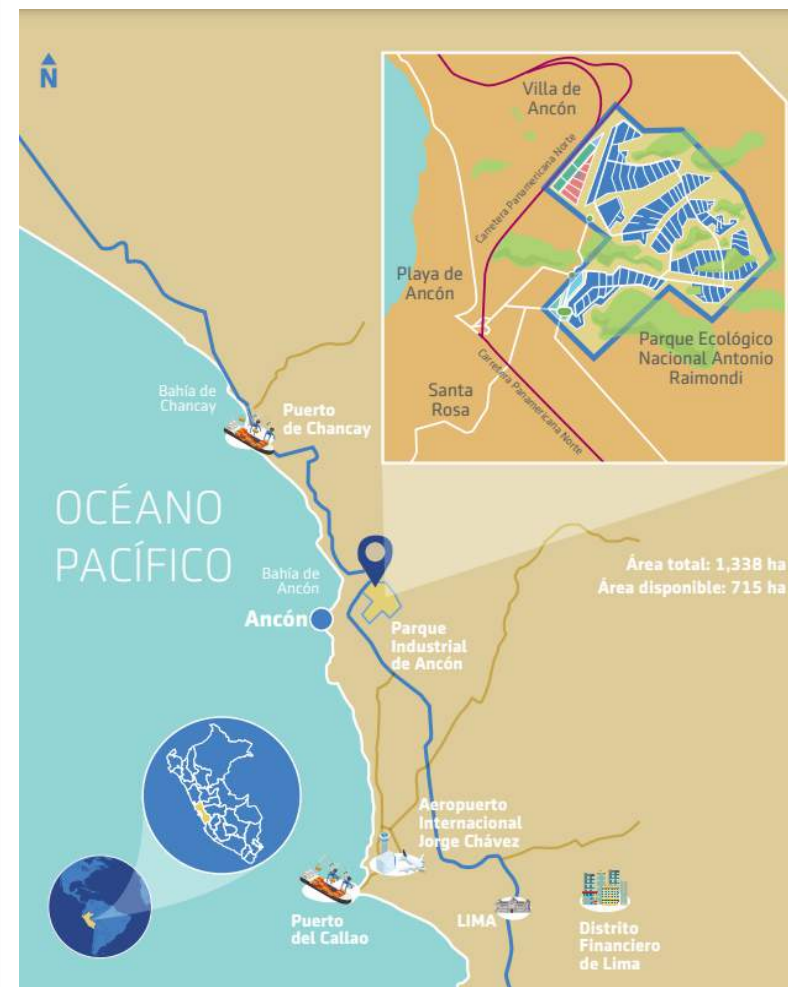 N
Villa de
Ancón
Carretera Panamericana Norte
Playa de
Ancón
Parque Ecológico
Nacional Antonio
Raimondi
Santa
Rosa
Carretera Panamericana Norte
Bahía de
Chancay
Puerto
de Chancay
OCÉANO
PACÍFICO
Bahía de
Ancón
Ancón
Área total: 1,338 ha
Área disponible: 715 ha
Parque
Industrial
de Ancón
Aeropuerto
Internacional
Jorge Chávez
Puerto
del Callao
LIMA
Distrito
Financiero
de Lima